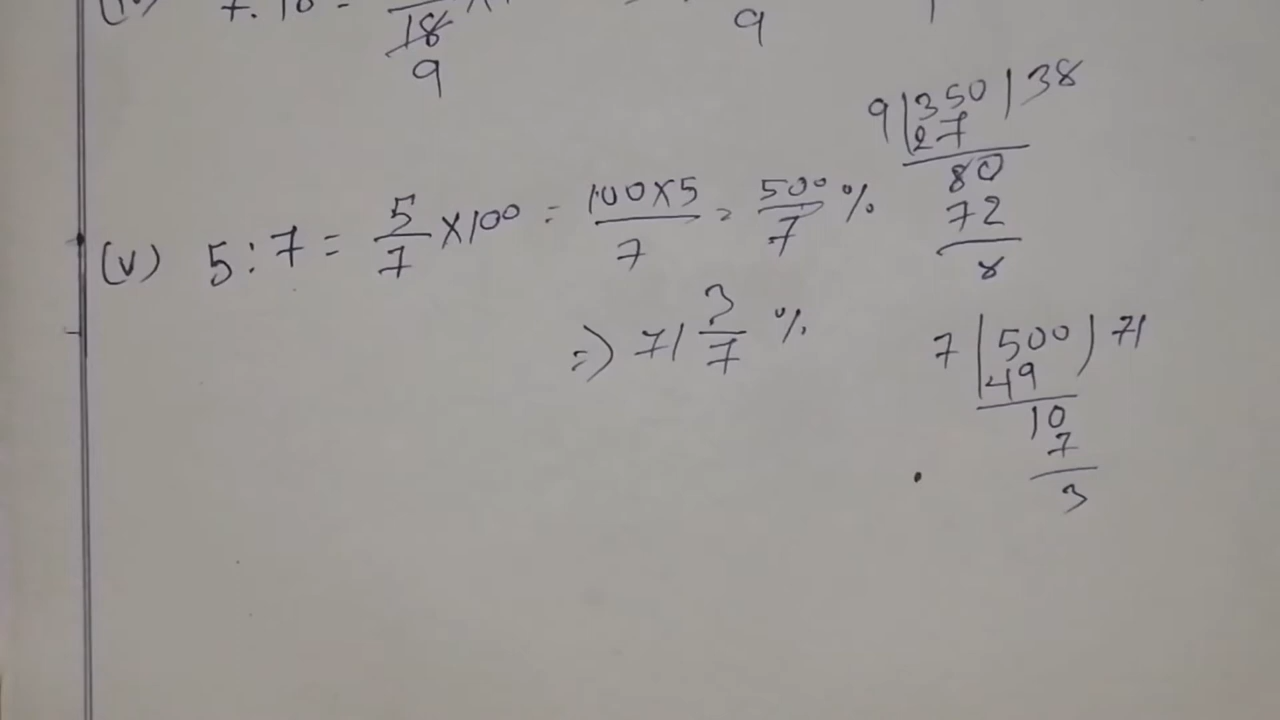 18
9
9
9 | 350 | 38
27
80
72
8
(v) 5 : 7 = 5/7 × 100 = 100×5/7 = 500/7 %
=> 71 3/7 %
7 | 500 ) 71
49
10
7
3